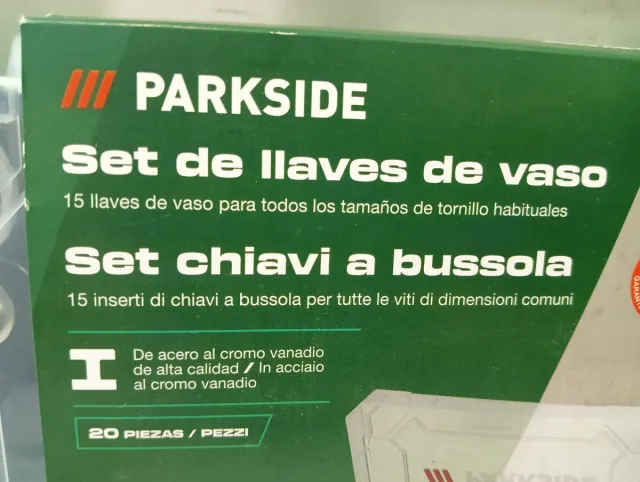 PARKSIDE
Set de llaves de vaso
15 llaves de vaso para todos los tamaños de tornillo habituales
Set chiavi a bussola
15 inserti di chiavi a bussola per tutte le viti di dimensioni comuni
De acero al cromo vanadio
de alta calidad / In acciaio
al cromo vanadio
20 PIEZAS / PEZZI
PARKSIDE